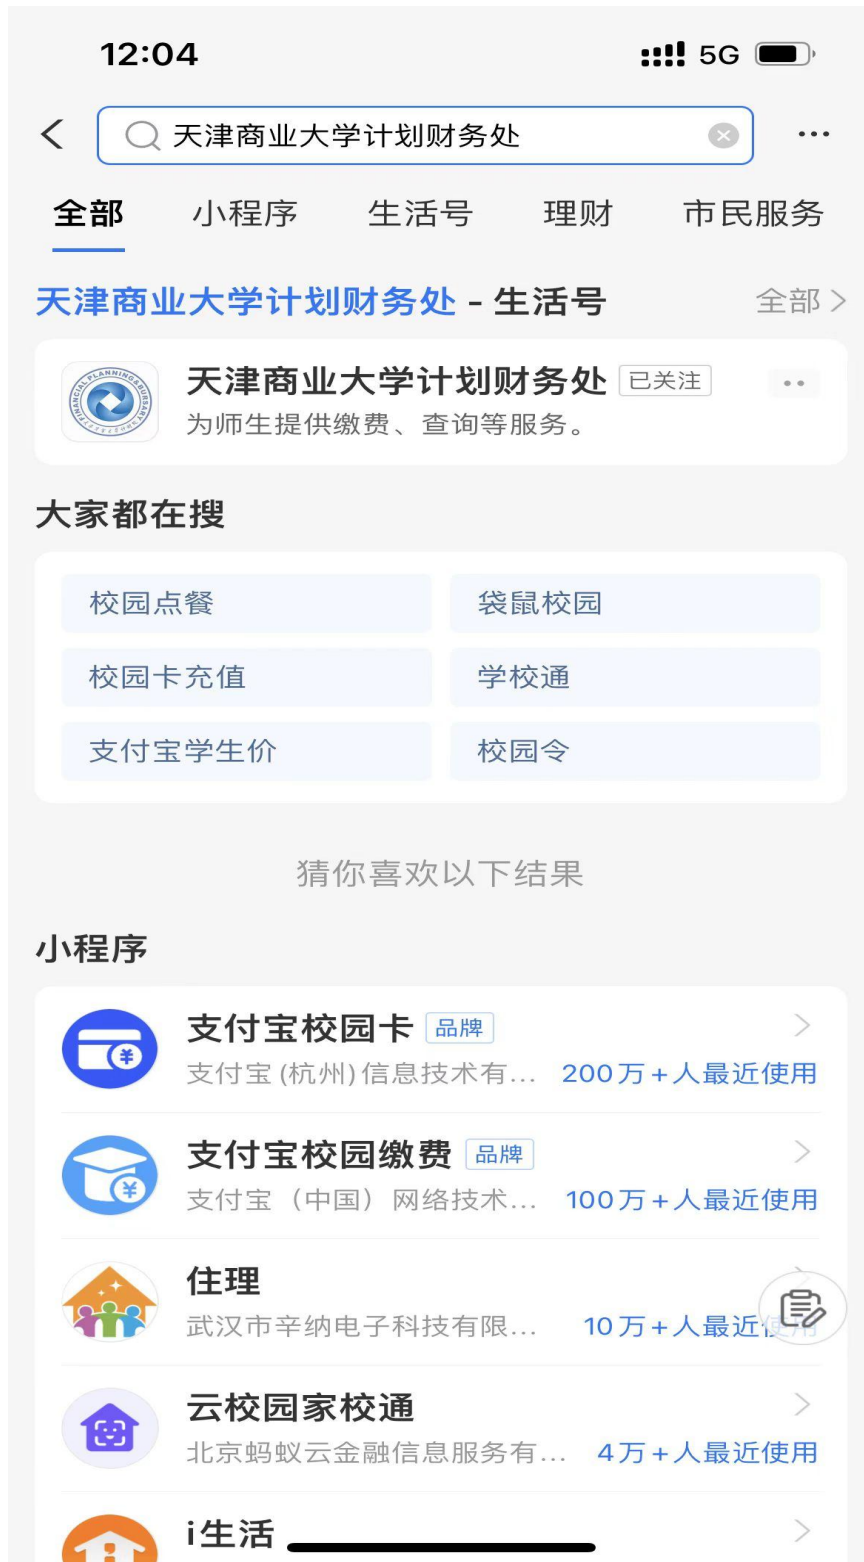 12:04
5G
天津商业大学计划财务处
全部 小程序 生活号 理财 市民服务
天津商业大学计划财务处 - 生活号 全部
天津商业大学计划财务处 已关注
为师生提供缴费、查询等服务。
大家都在搜
校园点餐 袋鼠校园
校园卡充值 学校通
支付宝学生价 校园令
猜你喜欢以下结果
小程序
支付宝校园卡 品牌
支付宝(杭州)信息技术有... 200万+人最近使用
支付宝校园缴费 品牌
支付宝（中国）网络技术... 100万+人最近使用
住理
武汉市辛纳电子科技有限... 10万+人最近使用
云校园家校通
北京蚂蚁云金融信息服务有... 4万+人最近使用
i生活